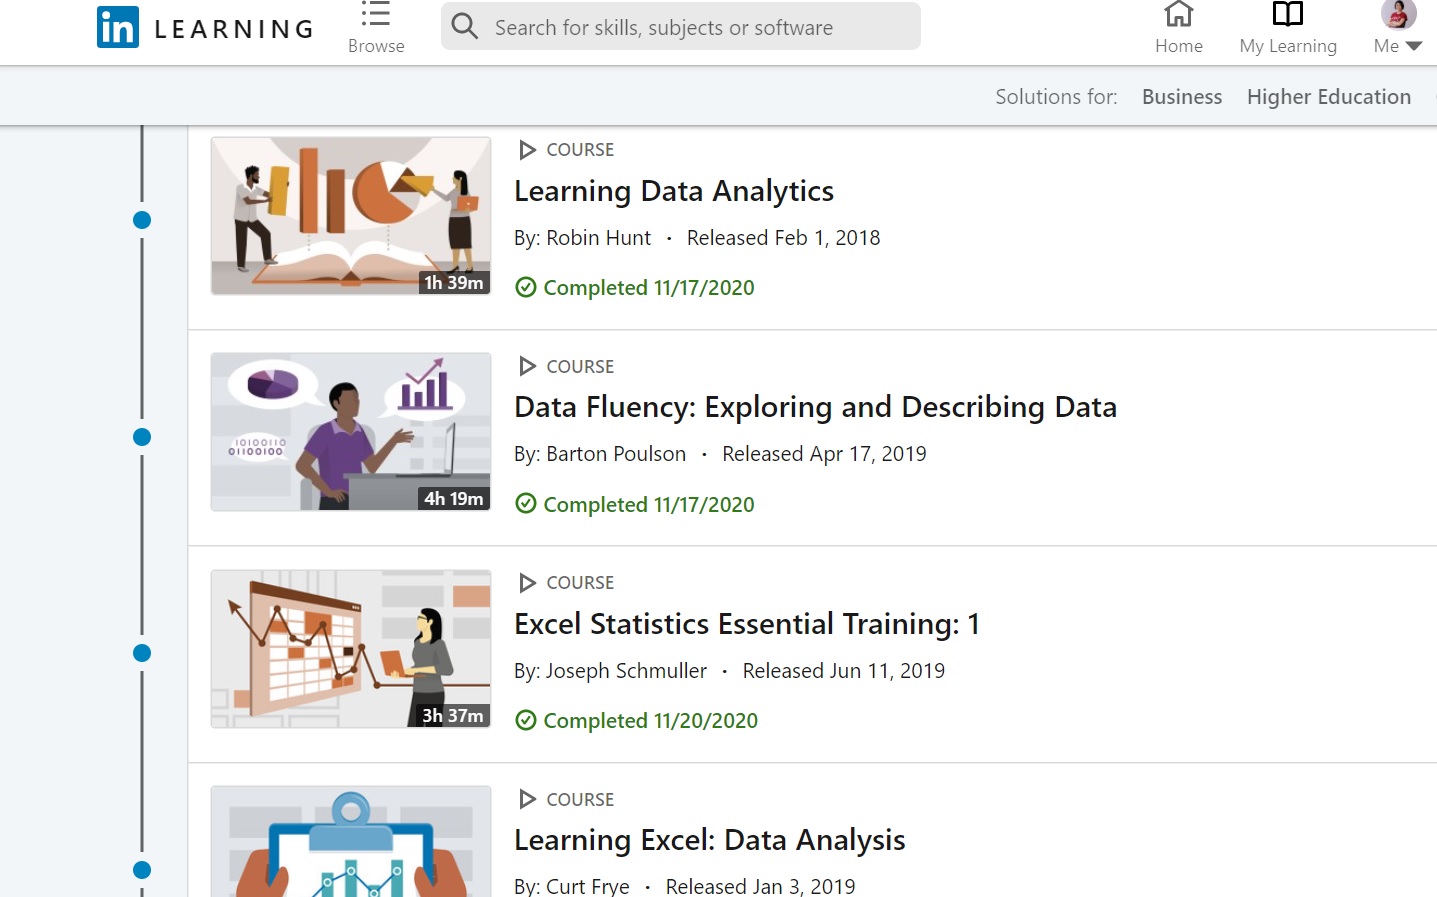 in LEARNING
Browse
Search for skills, subjects or software
Home
My Learning
Me
Solutions for: Business Higher Education
COURSE
Learning Data Analytics
By: Robin Hunt · Released Feb 1, 2018
1h 39m
Completed 11/17/2020
COURSE
Data Fluency: Exploring and Describing Data
By: Barton Poulson · Released Apr 17, 2019
10100110
01100100
4h 19m
Completed 11/17/2020
COURSE
Excel Statistics Essential Training: 1
By: Joseph Schmuller · Released Jun 11, 2019
3h 37m
Completed 11/20/2020
COURSE
Learning Excel: Data Analysis
By: Curt Frye · Released Jan 3, 2019